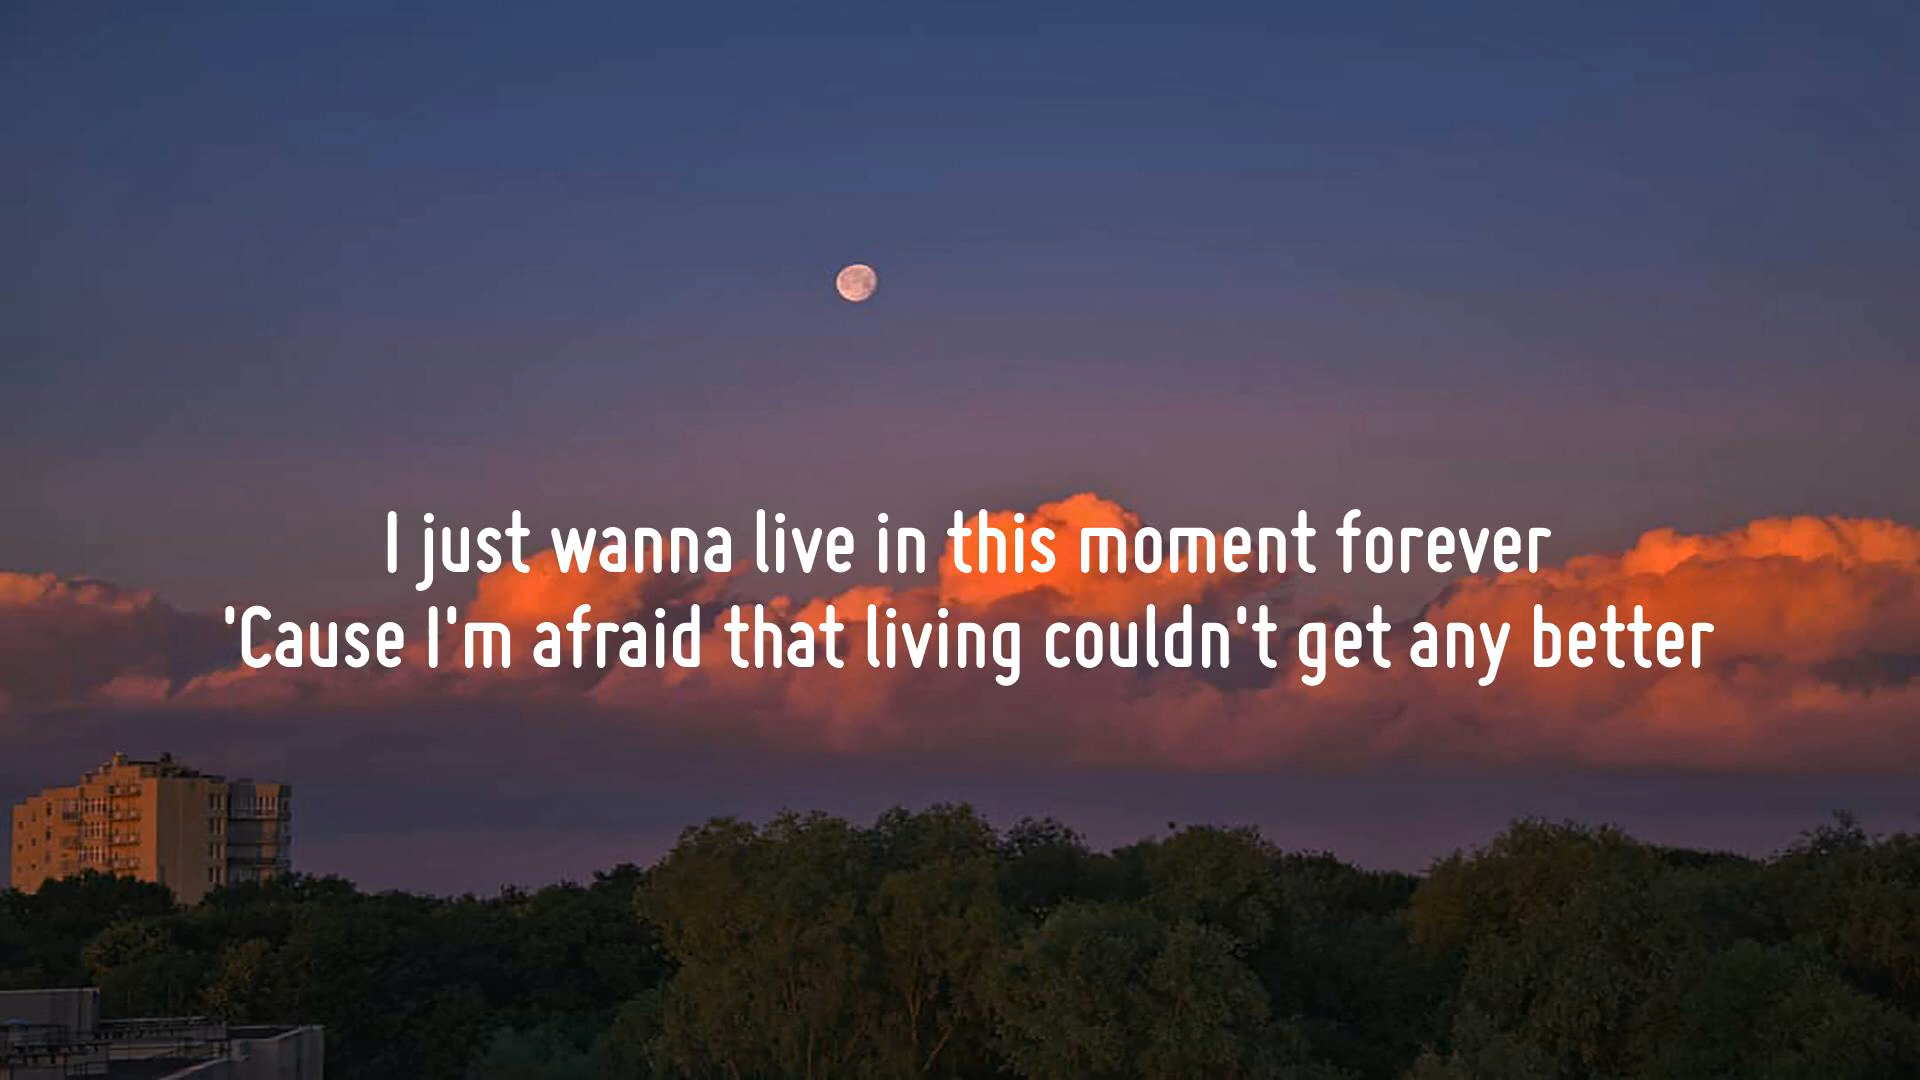 I just wanna live in this moment forever
'Cause I'm afraid that living couldn't get any better